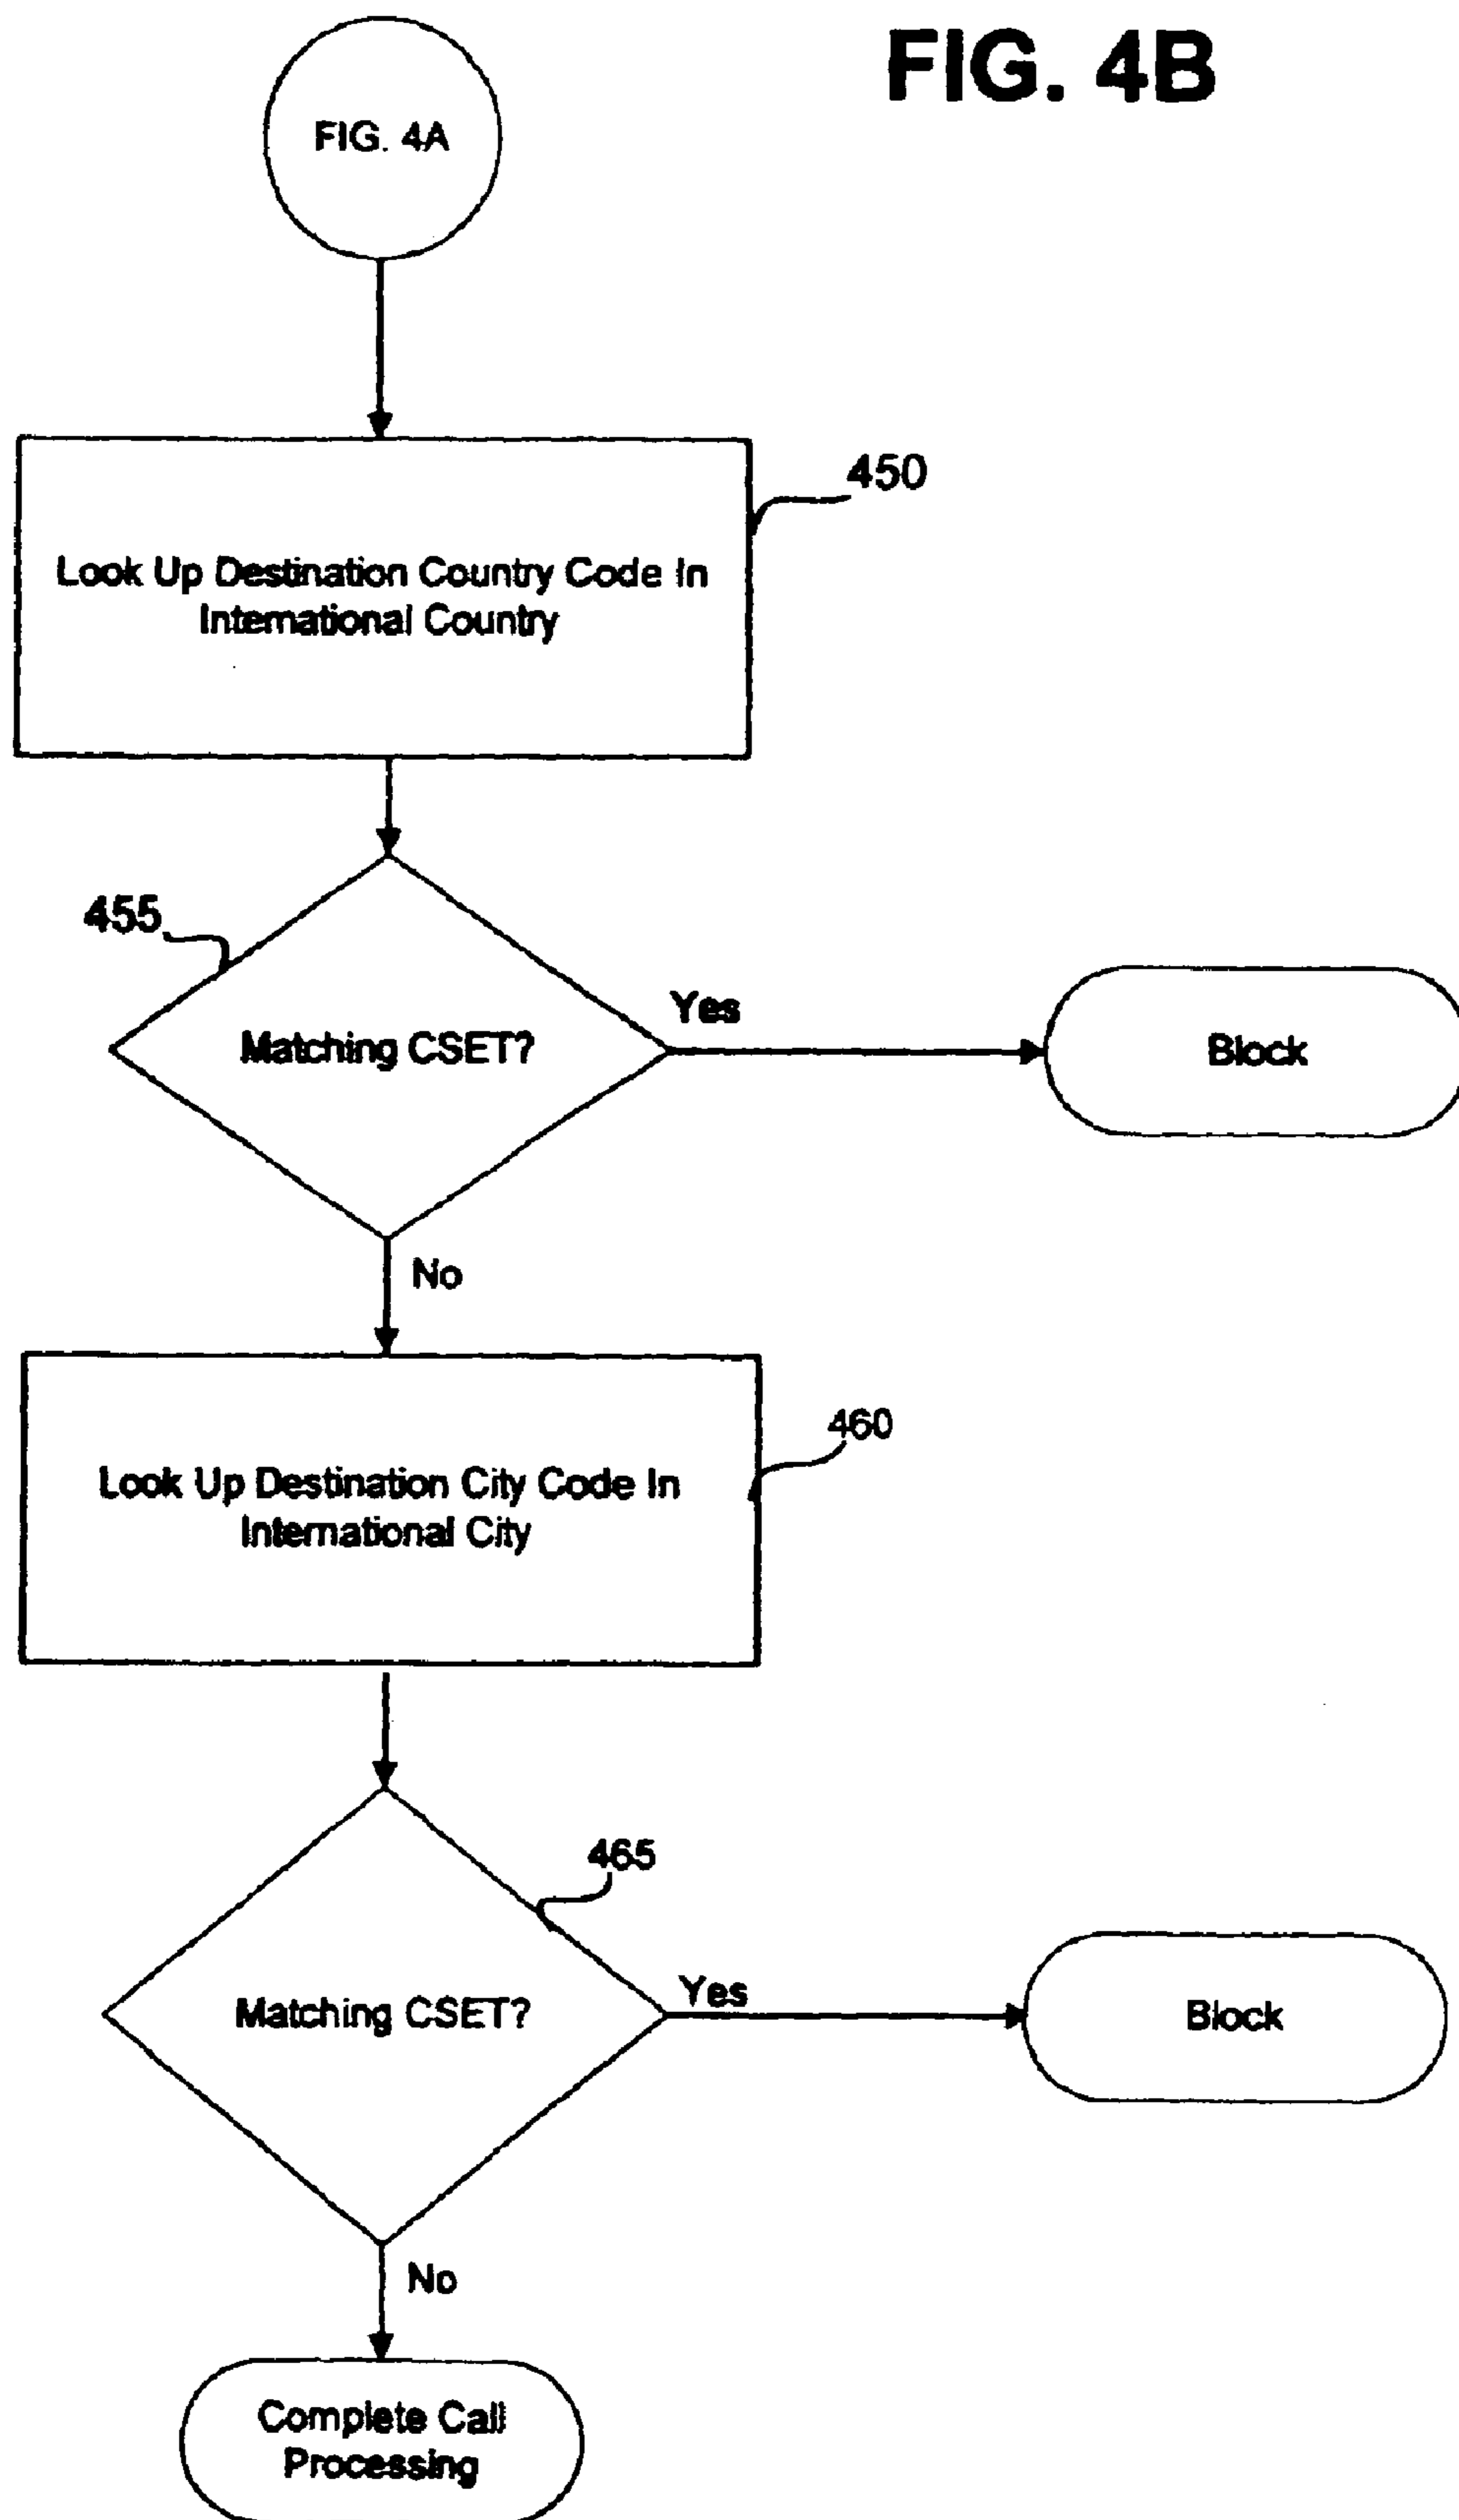 FIG. 4B
FIG. 4A
450
Look Up Destination Country Code In
International Country
455
Matching CSET?
Yes
Block
No
460
Look Up Destination City Code In
International City
465
Matching CSET?
Yes
Block
No
Complete Call
Processing